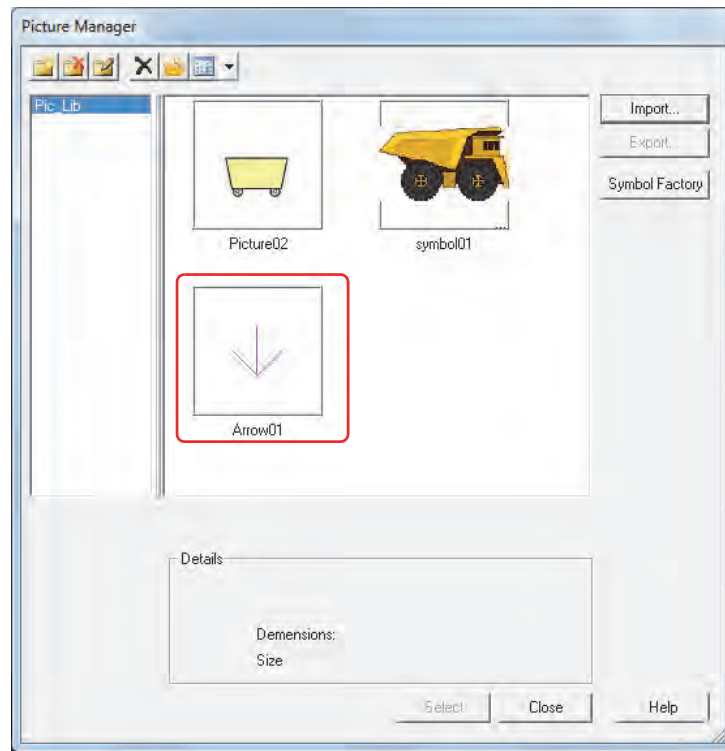 Picture Manager
Pic_Lib
Import...
Export...
Symbol Factory
Picture02
symbol01
...
Arrow01
Details
Demensions:
Size
Select
Close
Help